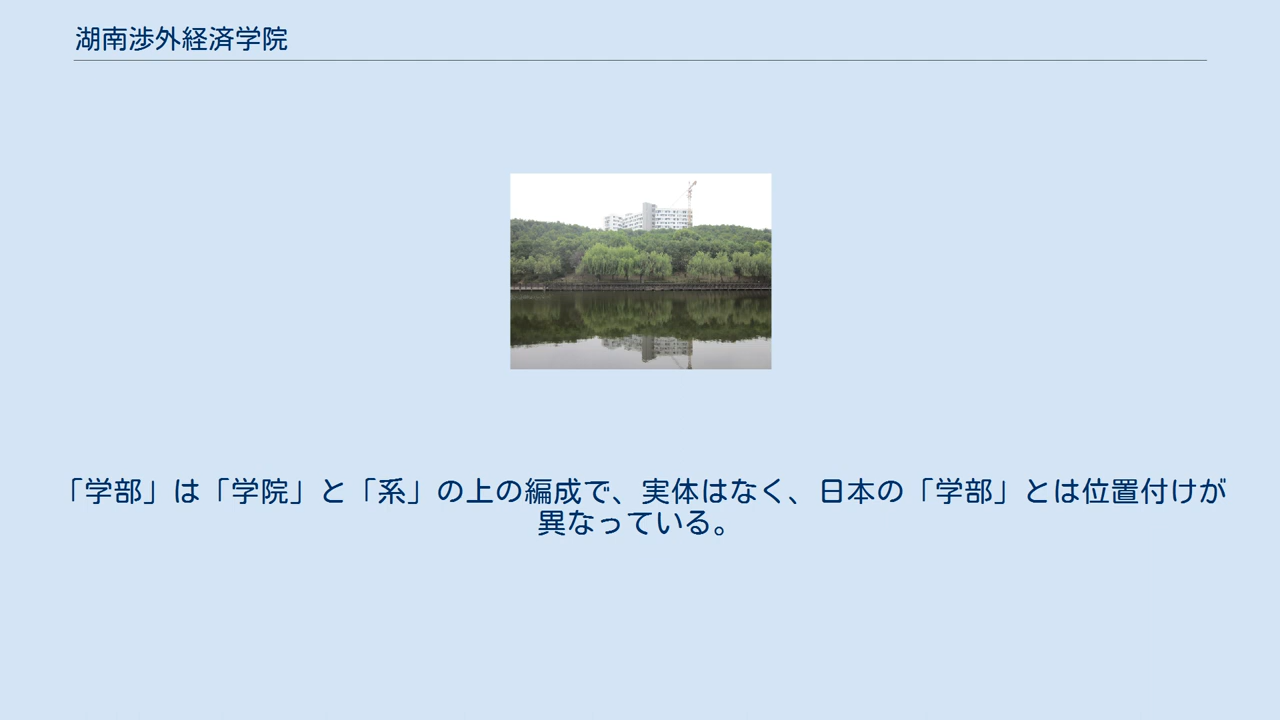 湖南渉外経済学院
「学部」は「学院」と「系」の上の編成で、実体はなく、日本の「学部」とは位置付けが
異なっている。